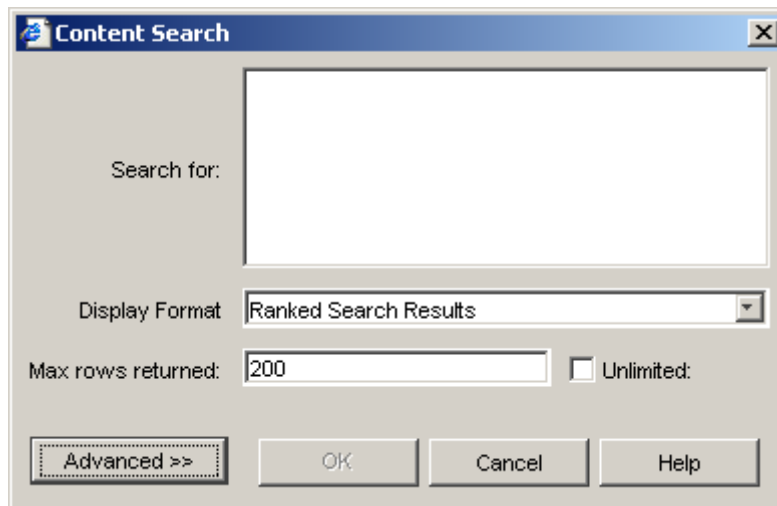 Content Search
Search for:
Display Format Ranked Search Results
Max rows returned: 200 Unlimited:
Advanced >> OK Cancel Help